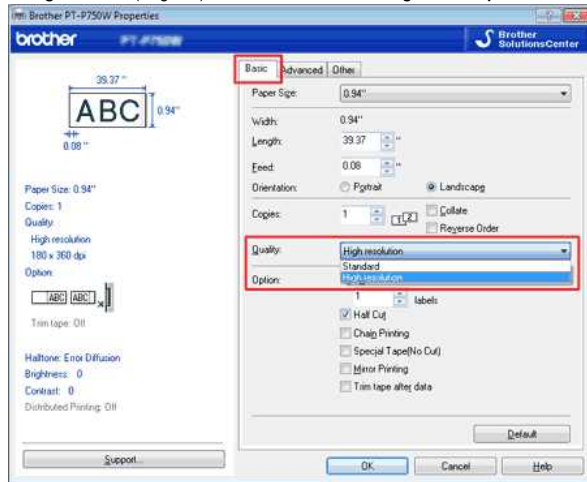 Brother PT-P750W Properties
brother
PT-P750W
Brother
SolutionsCenter
39.37 "
ABC
0.94"
0.08 "
Paper Size: 0.94"
Copies: 1
Quality:
High resolution
180 x 360 dpi
Option:
ABC ABC
Trim tape: Off
Halftone: Error Diffusion
Brightness: 0
Contrast: 0
Distributed Printing: Off
Support...
Basic Advanced Other
Paper Size: 0.94"
Width: 0.94"
Length: 39.37 "
Feed: 0.08 "
Orientation: Portrait Landscape
Copies: 1 Collate
Reverse Order
Quality: High resolution
Standard
High resolution
Option:
1 labels
Half Cut
Chain Printing
Special Tape(No Cut)
Mirror Printing
Trim tape after data
Default
OK Cancel Help